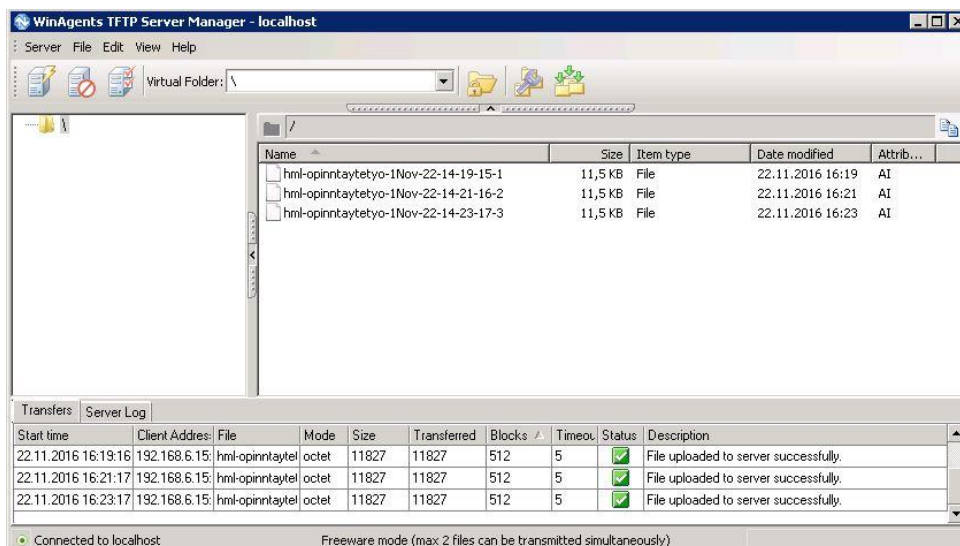 WinAgents TFTP Server Manager - localhost
Server File Edit View Help
Virtual Folder: \
\
/
Name Size Item type Date modified Attrib...
hml-opinntaytetyo-1Nov-22-14-19-15-1 11,5 KB File 22.11.2016 16:19 AI
hml-opinntaytetyo-1Nov-22-14-21-16-2 11,5 KB File 22.11.2016 16:21 AI
hml-opinntaytetyo-1Nov-22-14-23-17-3 11,5 KB File 22.11.2016 16:23 AI
Transfers Server Log
Start time Client Addres: File Mode Size Transferred Blocks Timeou Status Description
22.11.2016 16:19:16 192.168.6.15: hml-opinntaytel octet 11827 11827 512 5 File uploaded to server successfully.
22.11.2016 16:21:17 192.168.6.15: hml-opinntaytel octet 11827 11827 512 5 File uploaded to server successfully.
22.11.2016 16:23:17 192.168.6.15: hml-opinntaytel octet 11827 11827 512 5 File uploaded to server successfully.
Connected to localhost Freeware mode (max 2 files can be transmitted simultaneously)